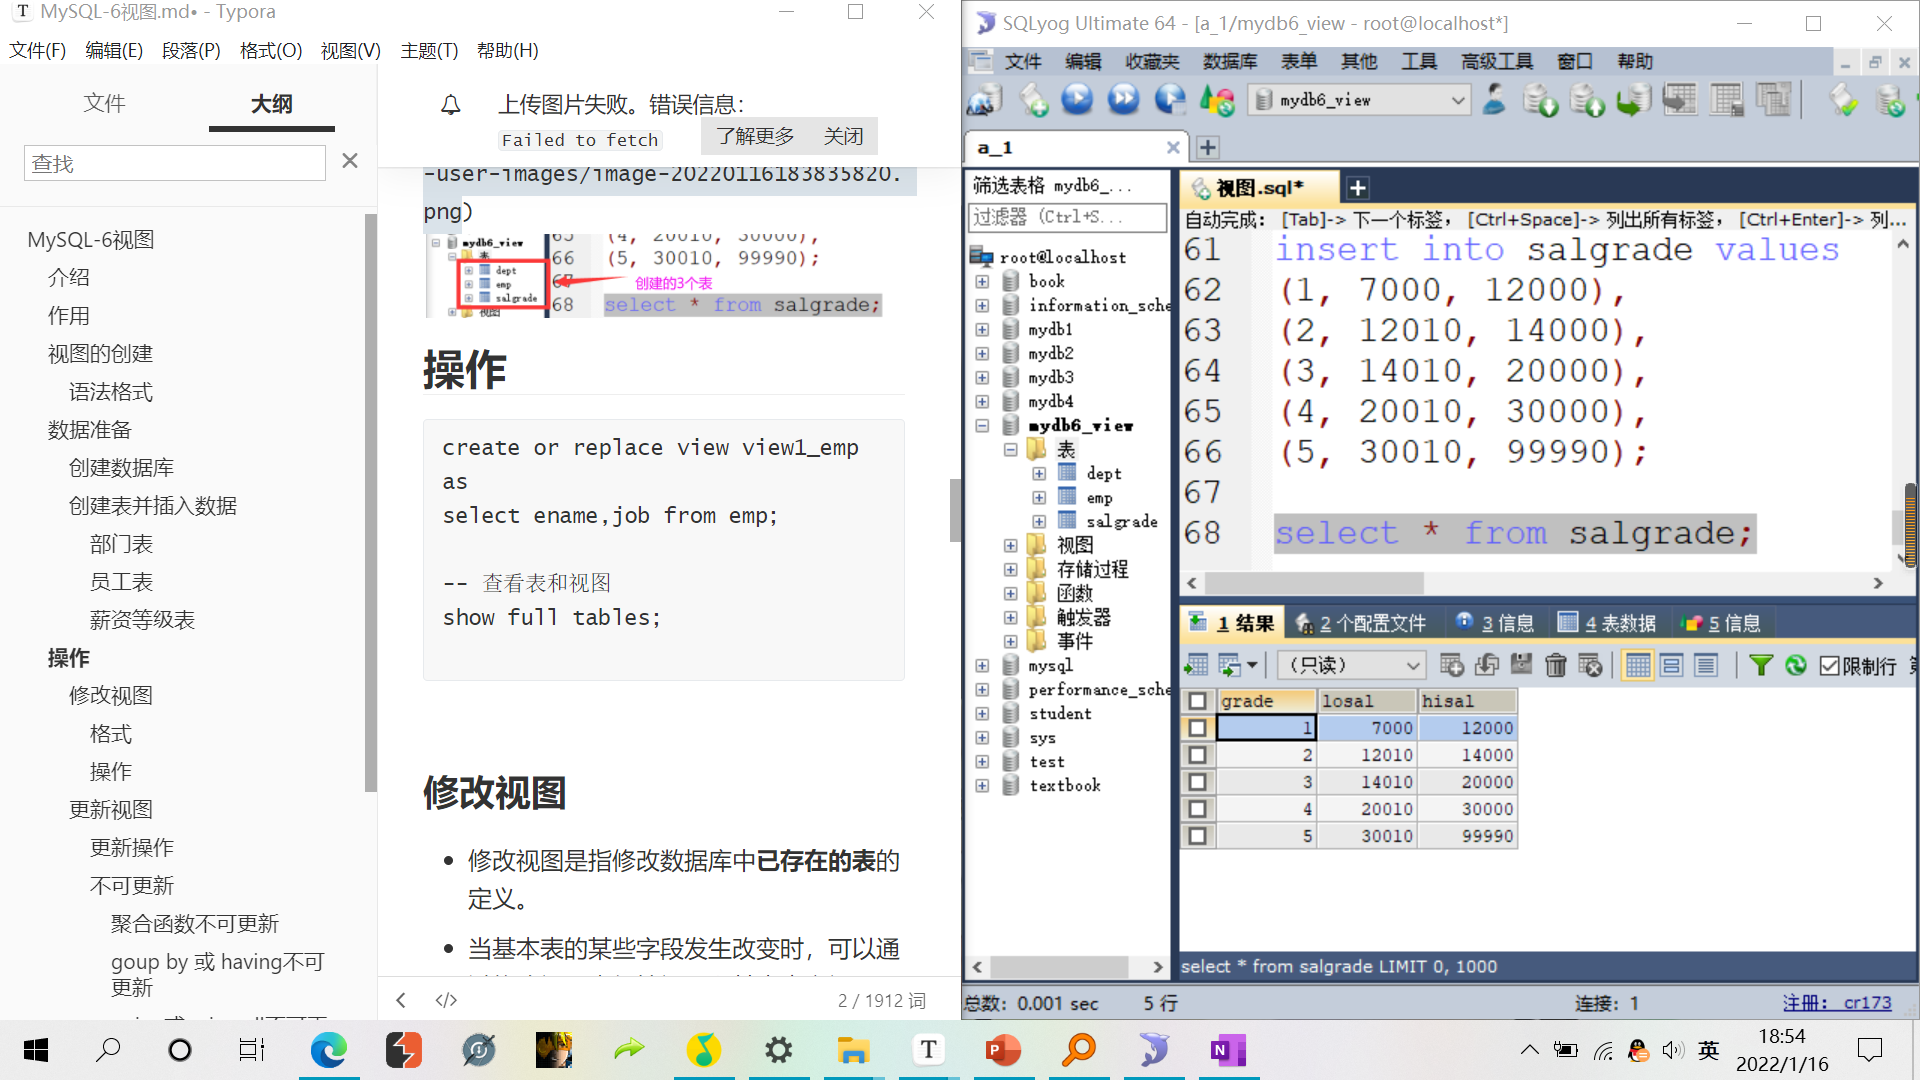 MySQL-6视图.md• - Typora
文件(F) 编辑(E) 段落(P) 格式(O) 视图(V) 主题(T) 帮助(H)
文件 大纲
查找
MySQL-6视图
介绍
作用
视图的创建
语法格式
数据准备
创建数据库
创建表并插入数据
部门表
员工表
薪资等级表
操作
修改视图
格式
操作
更新视图
更新操作
不可更新
聚合函数不可更新
goup by 或 having不可
更新
上传图片失败。错误信息：
Failed to fetch 了解更多 关闭
-user-images/image-20220116183835820.
png)
mydb6_view
表
dept
emp
salgrade
视图
65 (4, 20010, 30000),
66 (5, 30010, 99990);
67 创建的3个表
68 select * from salgrade;
操作
create or replace view view1_emp
as
select ename,job from emp;
-- 查看表和视图
show full tables;
修改视图
修改视图是指修改数据库中已存在的表的
定义。
当基本表的某些字段发生改变时，可以通
2 / 1912 词
SQLyog Ultimate 64 - [a_1/mydb6_view - root@localhost*]
文件 编辑 收藏夹 数据库 表单 其他 工具 高级工具 窗口 帮助
mydb6_view
a_1
筛选表格 mydb6_...
过滤器 (Ctrl+S...
root@localhost
book
information_sche
mydb1
mydb2
mydb3
mydb4
mydb6_view
表
dept
emp
salgrade
视图
存储过程
函数
触发器
事件
mysql
performance_sche
student
sys
test
textbook
视图.sql*
自动完成： [Tab]-> 下一个标签， [Ctrl+Space]-> 列出所有标签， [Ctrl+Enter]-> 列...
61 insert into salgrade values
62 (1, 7000, 12000),
63 (2, 12010, 14000),
64 (3, 14010, 20000),
65 (4, 20010, 30000),
66 (5, 30010, 99990);
67
68 select * from salgrade;
1 结果 2 个配置文件 3 信息 4 表数据 5 信息
(只读) 限制行
grade losal hisal
1 7000 12000
2 12010 14000
3 14010 20000
4 20010 30000
5 30010 99990
select * from salgrade LIMIT 0, 1000
总数: 0.001 sec 5 行 连接: 1 注册: cr173
英 18:54
2022/1/16